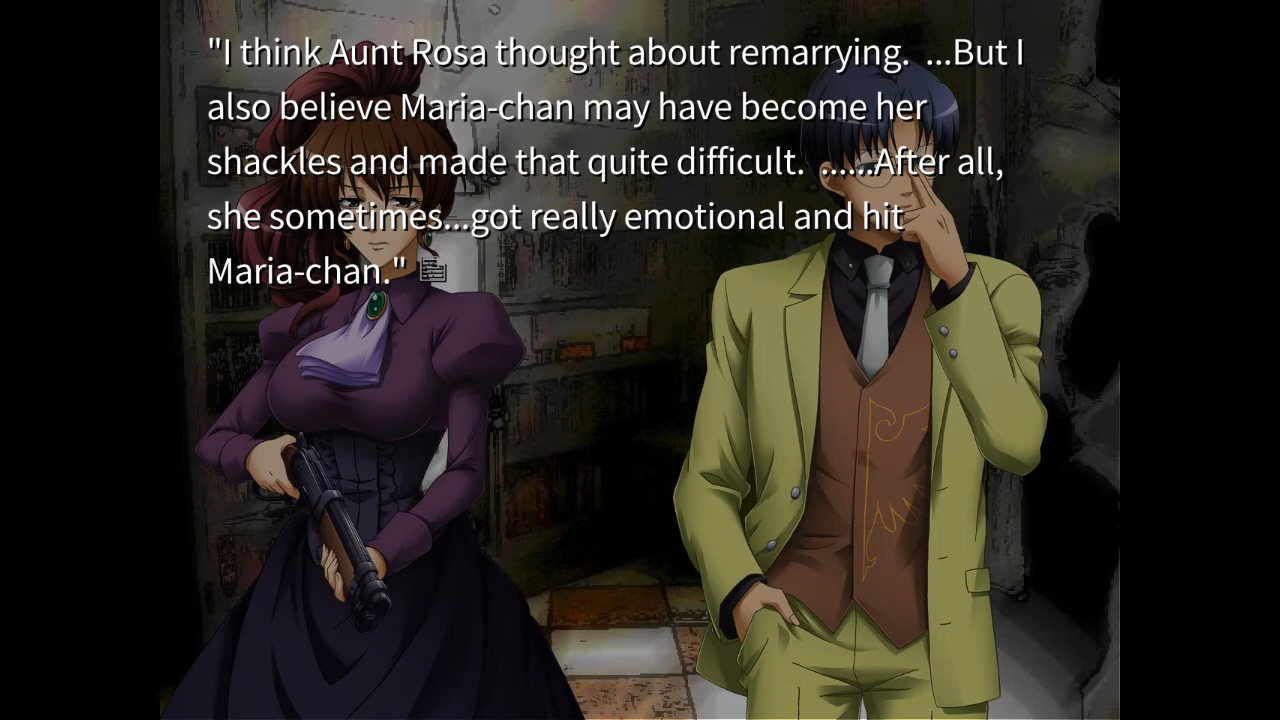 "I think Aunt Rosa thought about remarrying.  ...But I
also believe Maria-chan may have become her
shackles and made that quite difficult.  ......After all,
she sometimes...got really emotional and hit
Maria-chan."